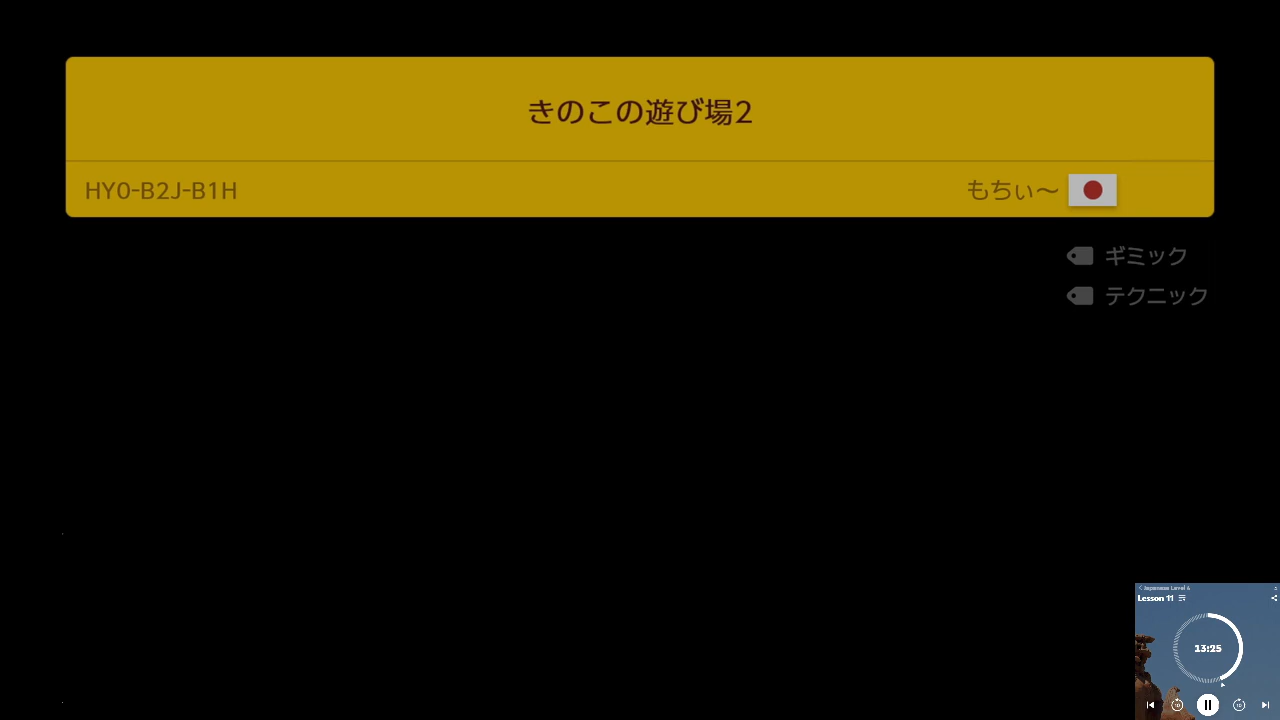 きのこの遊び場2
HY0-B2J-B1H
もちぃ～
ギミック
テクニック
Japanese Level 4
Lesson 11
13:25